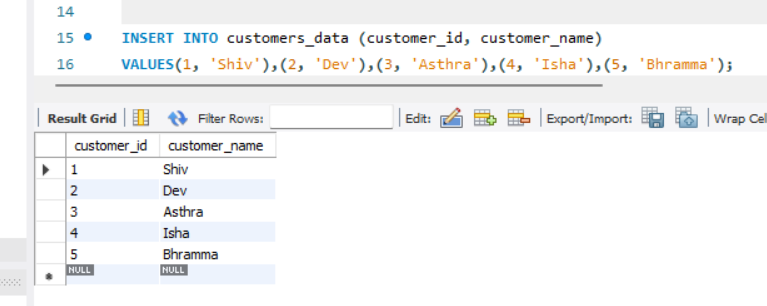 14
15 INSERT INTO customers_data (customer_id, customer_name)
16 VALUES(1, 'Shiv'),(2, 'Dev'),(3, 'Asthra'),(4, 'Isha'),(5, 'Bhramma');
Result Grid Filter Rows: Edit: Export/Import: Wrap Cel
customer_id customer_name
1 Shiv
2 Dev
3 Asthra
4 Isha
5 Bhramma
NULL NULL